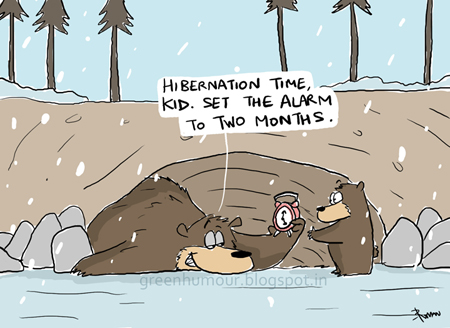 HIBERNATION TIME,
KID. SET THE ALARM
TO TWO MONTHS.
greenhumour.blogspot.in